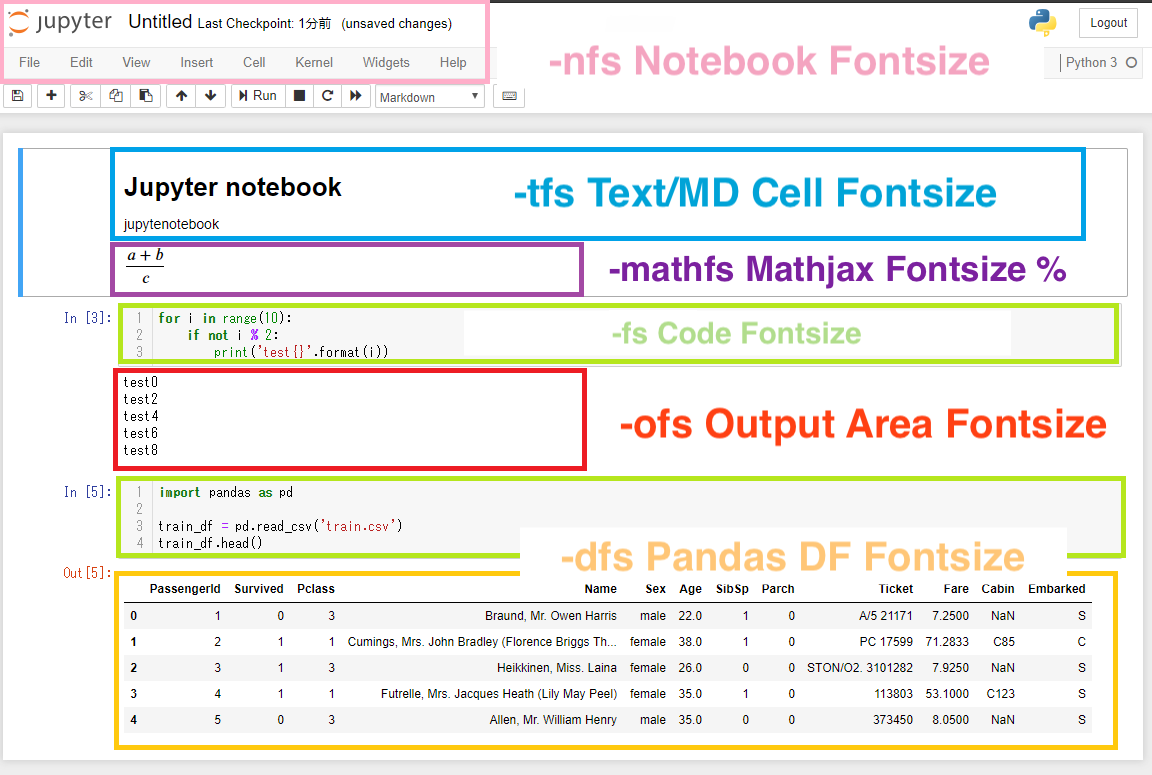 jupyter Untitled Last Checkpoint: 1分前 (unsaved changes) Logout
File Edit View Insert Cell Kernel Widgets Help -nfs Notebook Fontsize Python 3
Run Markdown
Jupyter notebook -tfs Text/MD Cell Fontsize
jupytenotebook
a + b
c
-mathfs Mathjax Fontsize %
In [3]: 1 for i in range(10):
2 if not i % 2:
3 print('test{}'.format(i))
-fs Code Fontsize
test0
test2
test4
test6
test8
-ofs Output Area Fontsize
In [5]: 1 import pandas as pd
2
3 train_df = pd.read_csv('train.csv')
4 train_df.head()
-dfs Pandas DF Fontsize
Out[5]:
PassengerId Survived Pclass Name Sex Age SibSp Parch Ticket Fare Cabin Embarked
0 1 0 3 Braund, Mr. Owen Harris male 22.0 1 0 A/5 21171 7.2500 NaN S
1 2 1 1 Cumings, Mrs. John Bradley (Florence Briggs Th... female 38.0 1 0 PC 17599 71.2833 C85 C
2 3 1 3 Heikkinen, Miss. Laina female 26.0 0 0 STON/O2. 3101282 7.9250 NaN S
3 4 1 1 Futrelle, Mrs. Jacques Heath (Lily May Peel) female 35.0 1 0 113803 53.1000 C123 S
4 5 0 3 Allen, Mr. William Henry male 35.0 0 0 373450 8.0500 NaN S